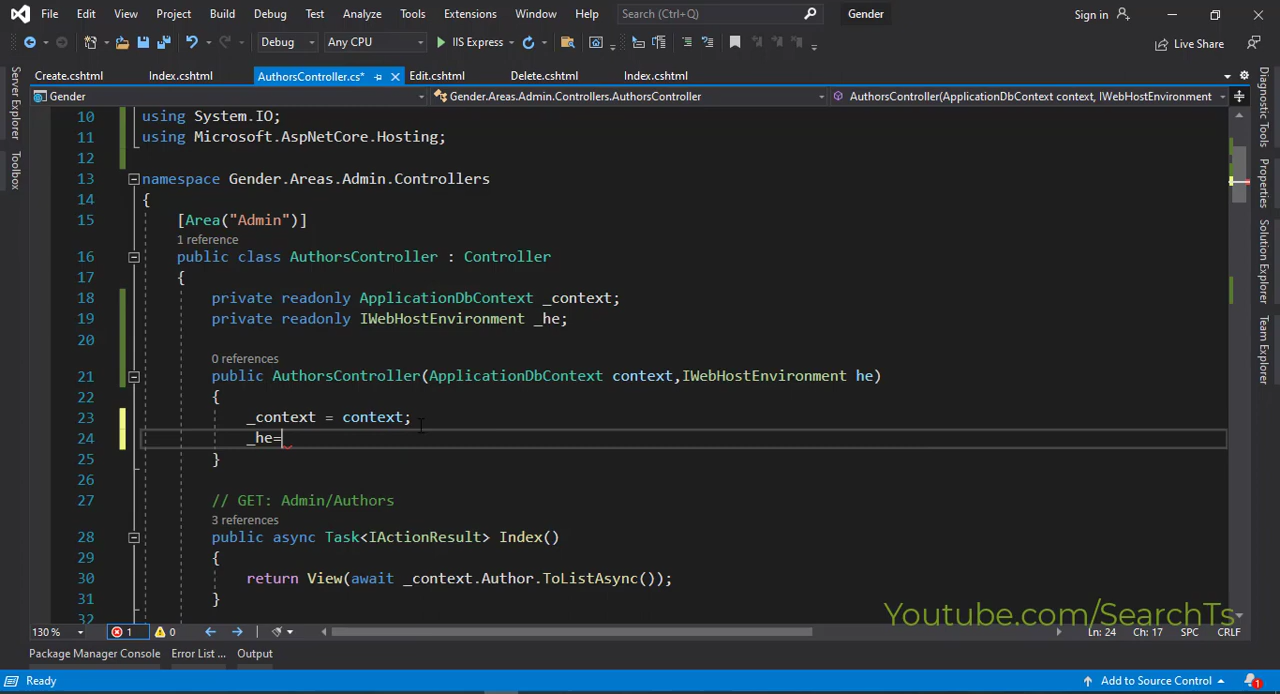 File Edit View Project Build Debug Test Analyze Tools Extensions Window Help Search (Ctrl+Q) Gender Sign in
Debug Any CPU IIS Express Live Share
Create.cshtml Index.cshtml AuthorsController.cs* Edit.cshtml Delete.cshtml Index.cshtml
Gender Gender.Areas.Admin.Controllers.AuthorsController AuthorsController(ApplicationDbContext context, IWebHostEnvironment
Server Explorer
Toolbox
10 using System.IO;
11 using Microsoft.AspNetCore.Hosting;
12
13 namespace Gender.Areas.Admin.Controllers
14 {
15 [Area("Admin")]
1 reference
16 public class AuthorsController : Controller
17 {
18 private readonly ApplicationDbContext _context;
19 private readonly IWebHostEnvironment _he;
20
0 references
21 public AuthorsController(ApplicationDbContext context,IWebHostEnvironment he)
22 {
23 _context = context;
24 _he=
25 }
26
27 // GET: Admin/Authors
3 references
28 public async Task<IActionResult> Index()
29 {
30 return View(await _context.Author.ToListAsync());
31 }
32
Diagnostic Tools
Properties
Solution Explorer
Team Explorer
Youtube.com/SearchTs
130 % 1 0 Ln: 24 Ch: 17 SPC CRLF
Package Manager Console Error List ... Output
Ready Add to Source Control 1